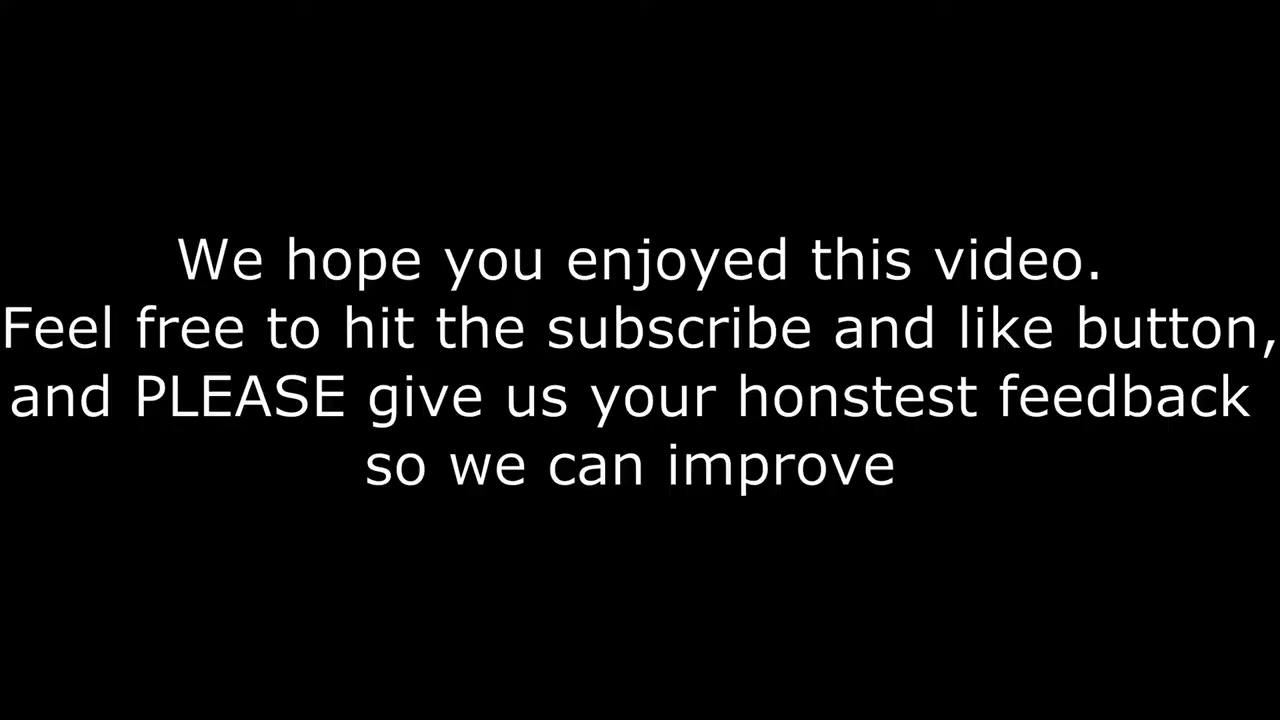 We hope you enjoyed this video.
Feel free to hit the subscribe and like button,
and PLEASE give us your honstest feedback
so we can improve